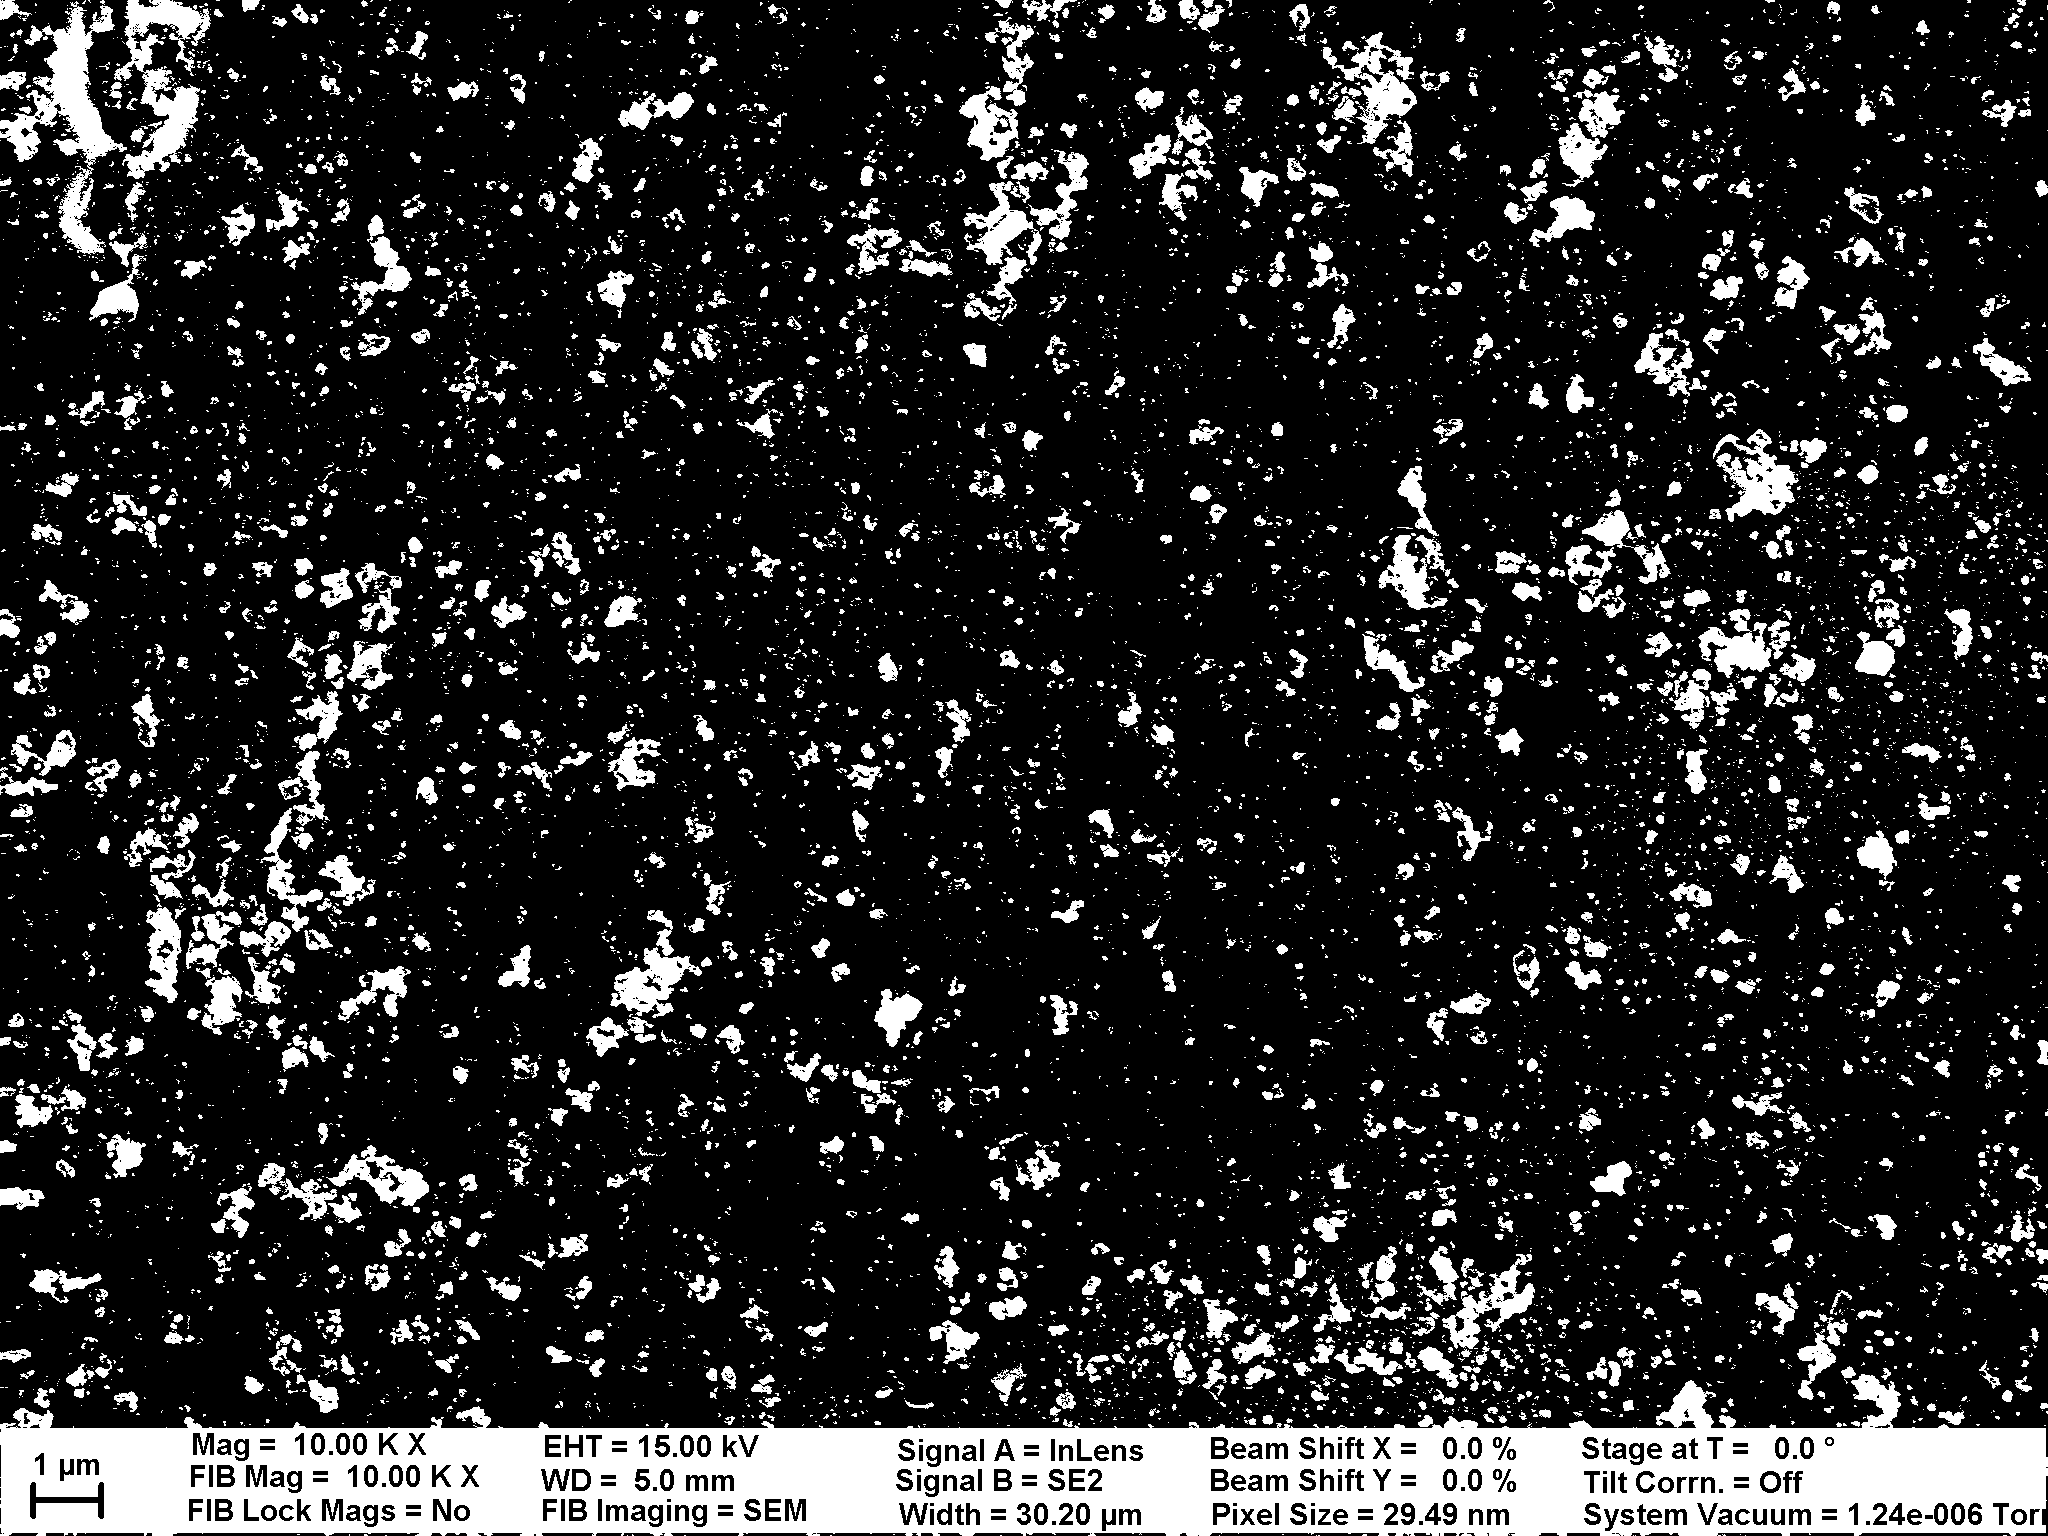 1 µm
Mag = 10.00 K X
FIB Mag = 10.00 K X
FIB Lock Mags = No
EHT = 15.00 kV
WD = 5.0 mm
FIB Imaging = SEM
Signal A = InLens
Signal B = SE2
Width = 30.20 µm
Beam Shift X = 0.0 %
Beam Shift Y = 0.0 %
Pixel Size = 29.49 nm
Stage at T = 0.0 °
Tilt Corrn. = Off
System Vacuum = 1.24e-006 Torr